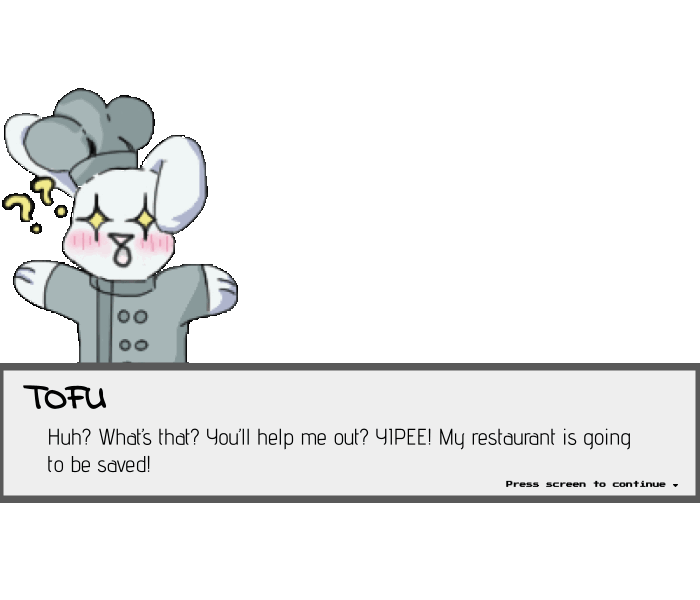 ??
TOFU
Huh? What's that? You'll help me out? YIPEE! My restaurant is going
to be saved!
Press screen to continue